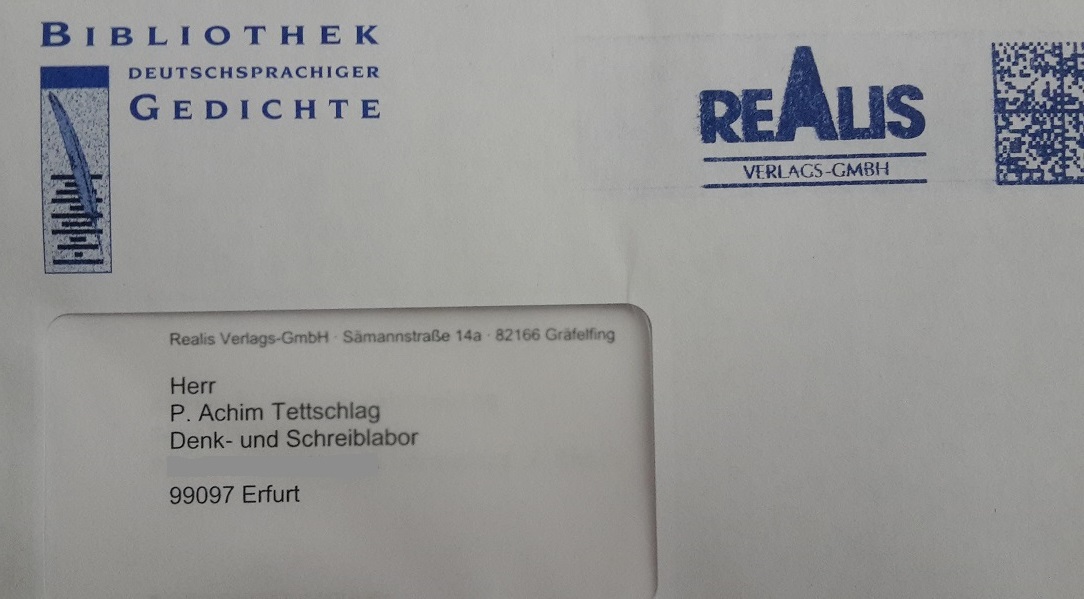 BIBLIOTHEK
DEUTSCHSPRACHIGER
GEDICHTE
REALIS
VERLAGS-GMBH
Realis Verlags-GmbH · Sämannstraße 14a · 82166 Gräfelfing
Herr
P. Achim Tettschlag
Denk- und Schreiblabor
99097 Erfurt